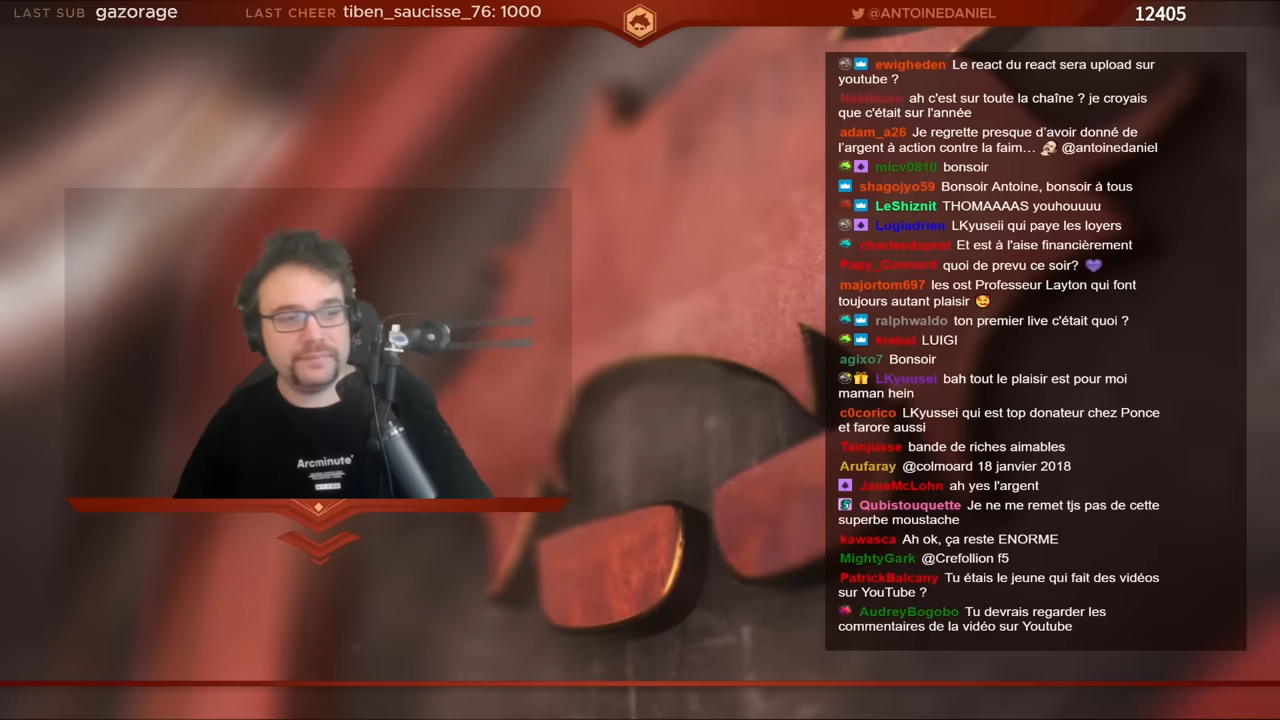 LAST SUB gazorage LAST CHEER tiben_saucisse_76: 1000 @ANTOINEDANIEL 12405
ewigheden Le react du react sera upload sur
youtube ?
ah c'est sur toute la chaîne ? je croyais
que c'était sur l'année
adam_a26 Je regrette presque d'avoir donné de
l'argent à action contre la faim… @antoinedaniel
micv0810 bonsoir
shagojyo59 Bonsoir Antoine, bonsoir à tous
LeShiznit THOMAAAAS youhouuuu
Lugiadrien LKyuseii qui paye les loyers
charlesduprat Et est à l'aise financièrement
Papy_Connard quoi de prevu ce soir?
majortom697 les ost Professeur Layton qui font
toujours autant plaisir
ralphwaldo ton premier live c'était quoi ?
LUIGI
agixo7 Bonsoir
LKyuusei bah tout le plaisir est pour moi
maman hein
c0corico LKyussei qui est top donateur chez Ponce
et farore aussi
Tainjusse bande de riches aimables
Arufaray @colmoard 18 janvier 2018
JaneMcLohn ah yes l'argent
Qubistouquette Je ne me remet tjs pas de cette
superbe moustache
kawasca Ah ok, ça reste ENORME
MightyGark @Crefollion f5
PatrickBalcany Tu étais le jeune qui fait des vidéos
sur YouTube ?
AudreyBogobo Tu devrais regarder les
commentaires de la vidéo sur Youtube
Arcminute